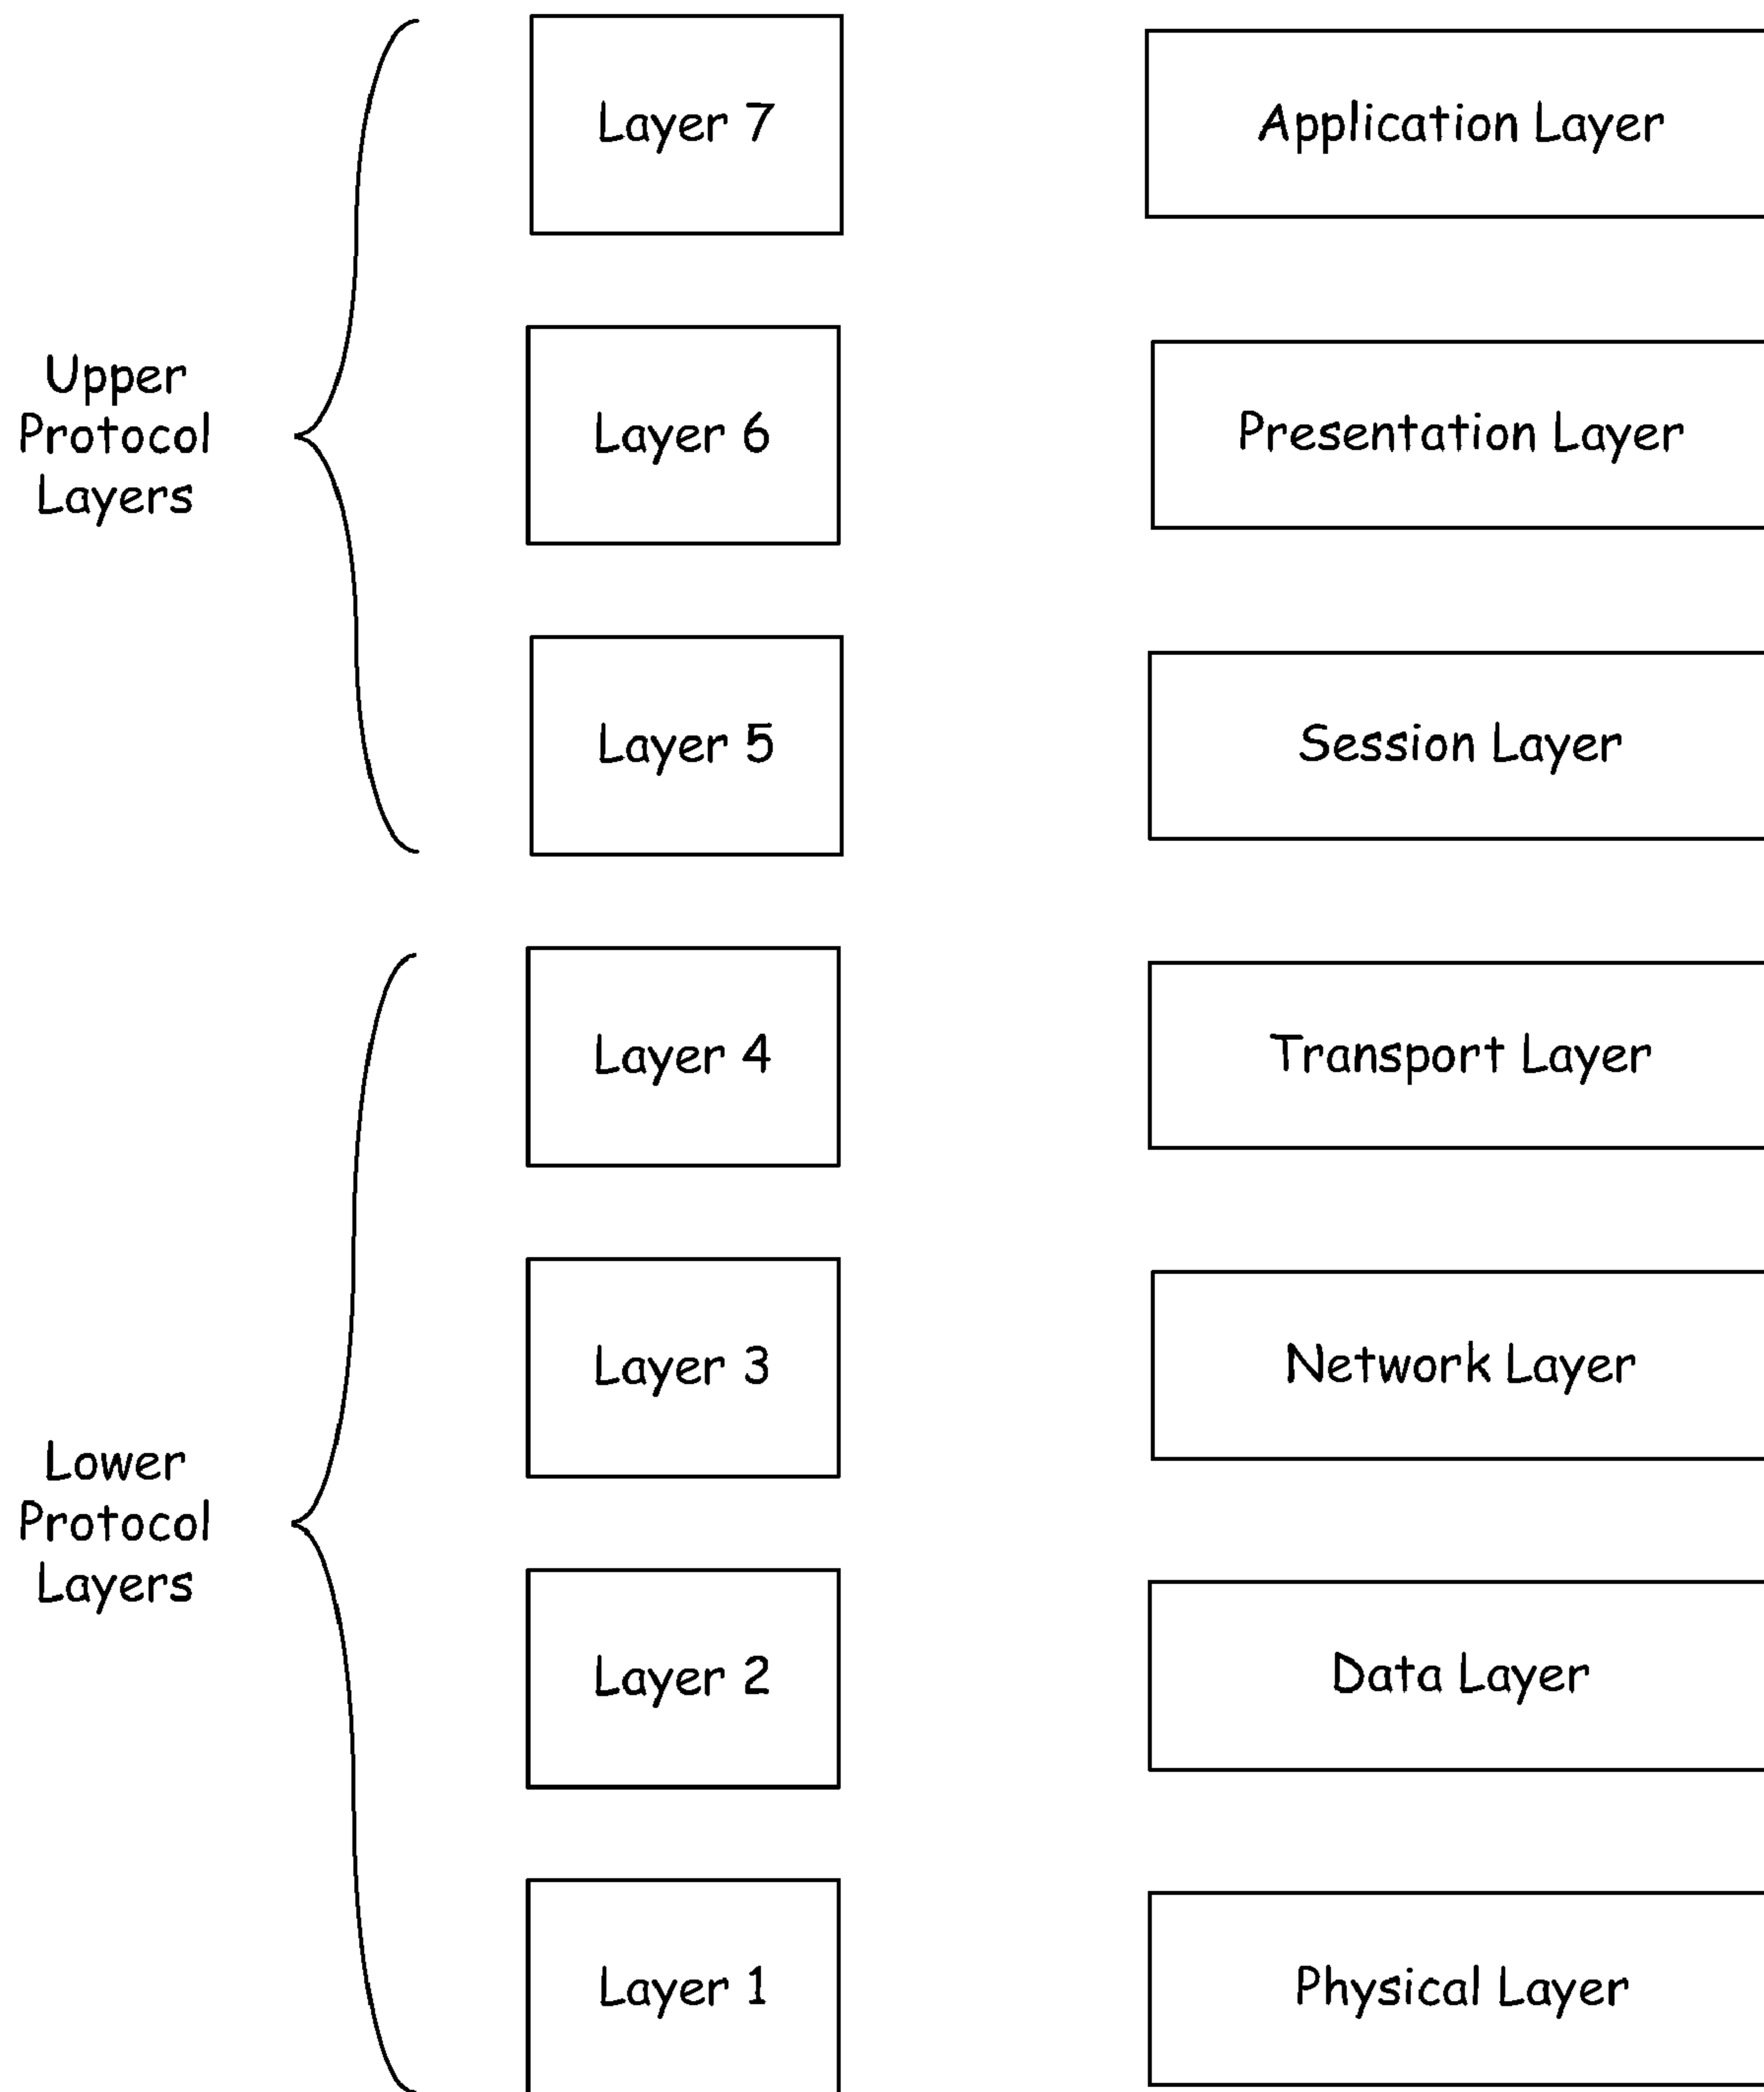 Layer 7
Application Layer
Upper
Protocol
Layers
Layer 6
Presentation Layer
Layer 5
Session Layer
Layer 4
Transport Layer
Layer 3
Network Layer
Lower
Protocol
Layers
Layer 2
Data Layer
Layer 1
Physical Layer